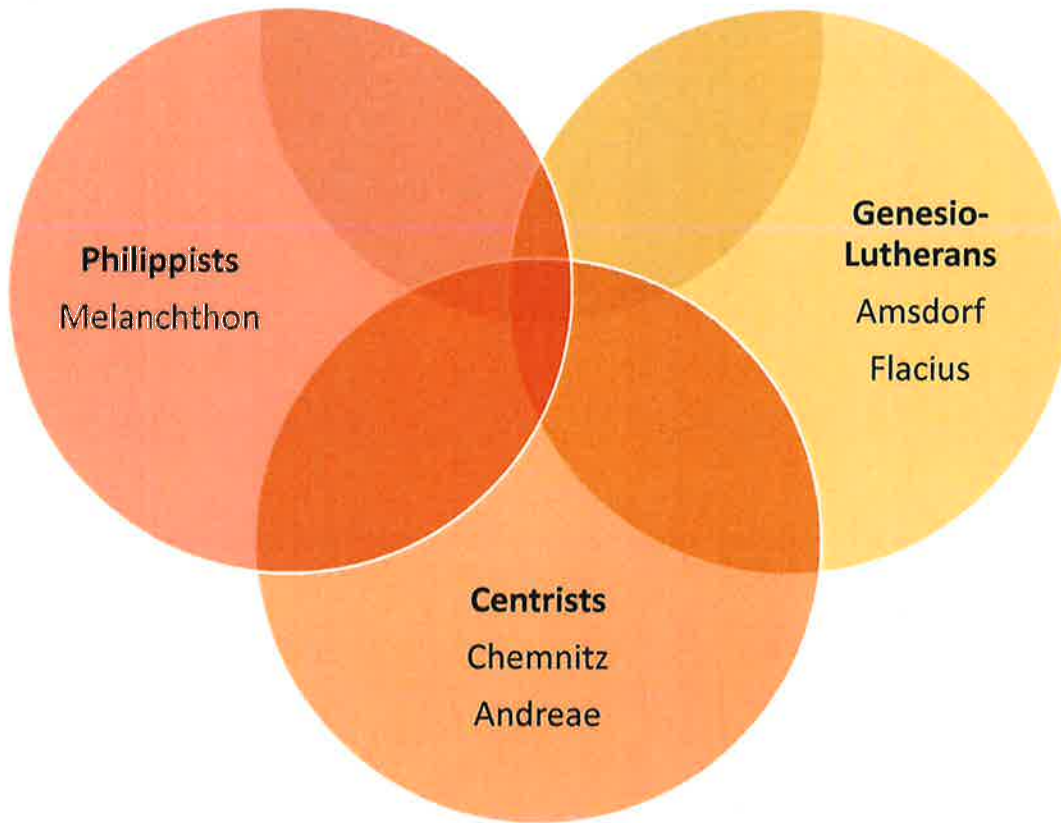 Philippists
Melanchthon
Genesio-
Lutherans
Amsdorf
Flacius
Centrists
Chemnitz
Andreae